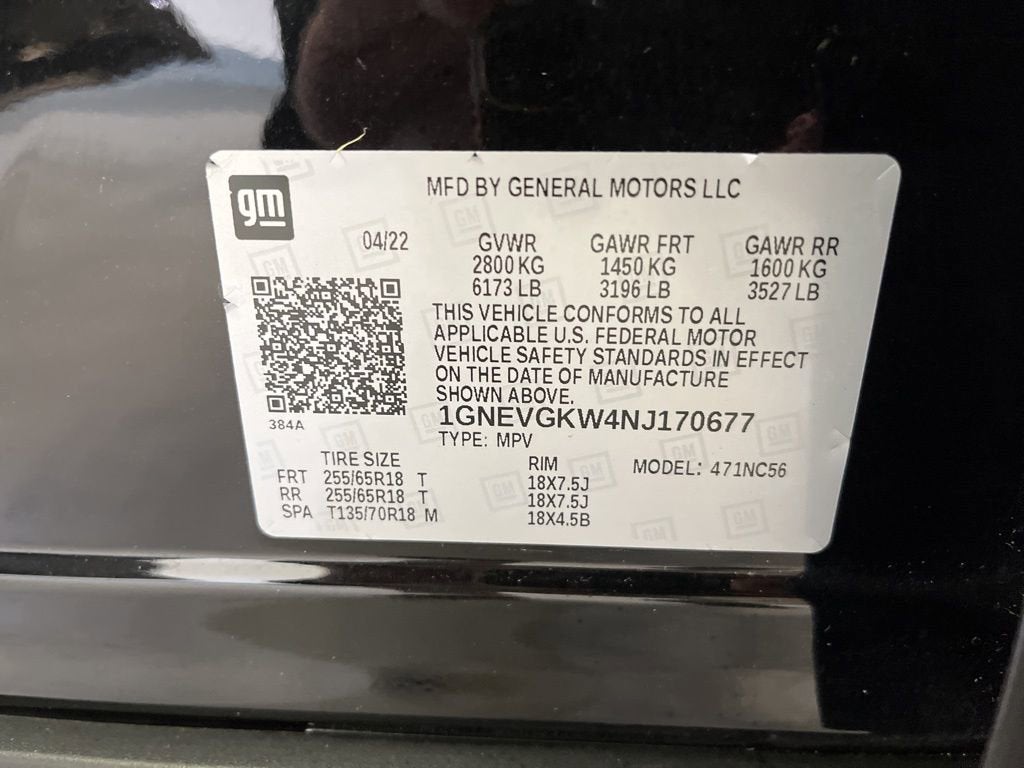 gm
MFD BY GENERAL MOTORS LLC
04/22 GVWR GAWR FRT GAWR RR
2800 KG 1450 KG 1600 KG
6173 LB 3196 LB 3527 LB
THIS VEHICLE CONFORMS TO ALL
APPLICABLE U.S. FEDERAL MOTOR
VEHICLE SAFETY STANDARDS IN EFFECT
ON THE DATE OF MANUFACTURE
SHOWN ABOVE.
384A
1GNEVGKW4NJ170677
TYPE: MPV
TIRE SIZE RIM MODEL: 471NC56
FRT 255/65R18 T 18X7.5J
RR 255/65R18 T 18X7.5J
SPA T135/70R18 M 18X4.5B